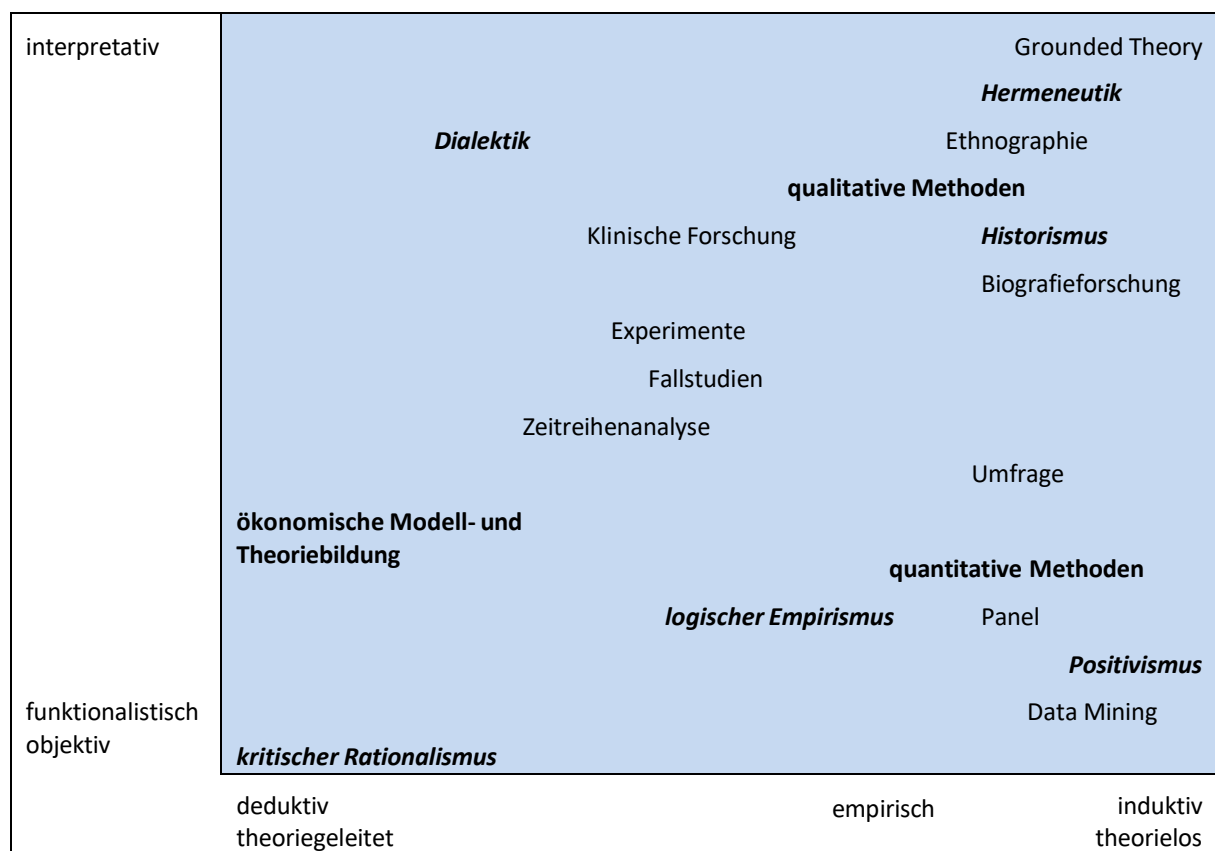 interpretativ
Grounded Theory
Hermeneutik
Dialektik
Ethnographie
qualitative Methoden
Klinische Forschung
Historismus
Biografieforschung
Experimente
Fallstudien
Zeitreihenanalyse
Umfrage
ökonomische Modell- und
Theoriebildung
quantitative Methoden
logischer Empirismus
Panel
Positivismus
funktionalistisch
objektiv
Data Mining
kritischer Rationalismus
deduktiv
theoriegeleitet
empirisch
induktiv
theorielos